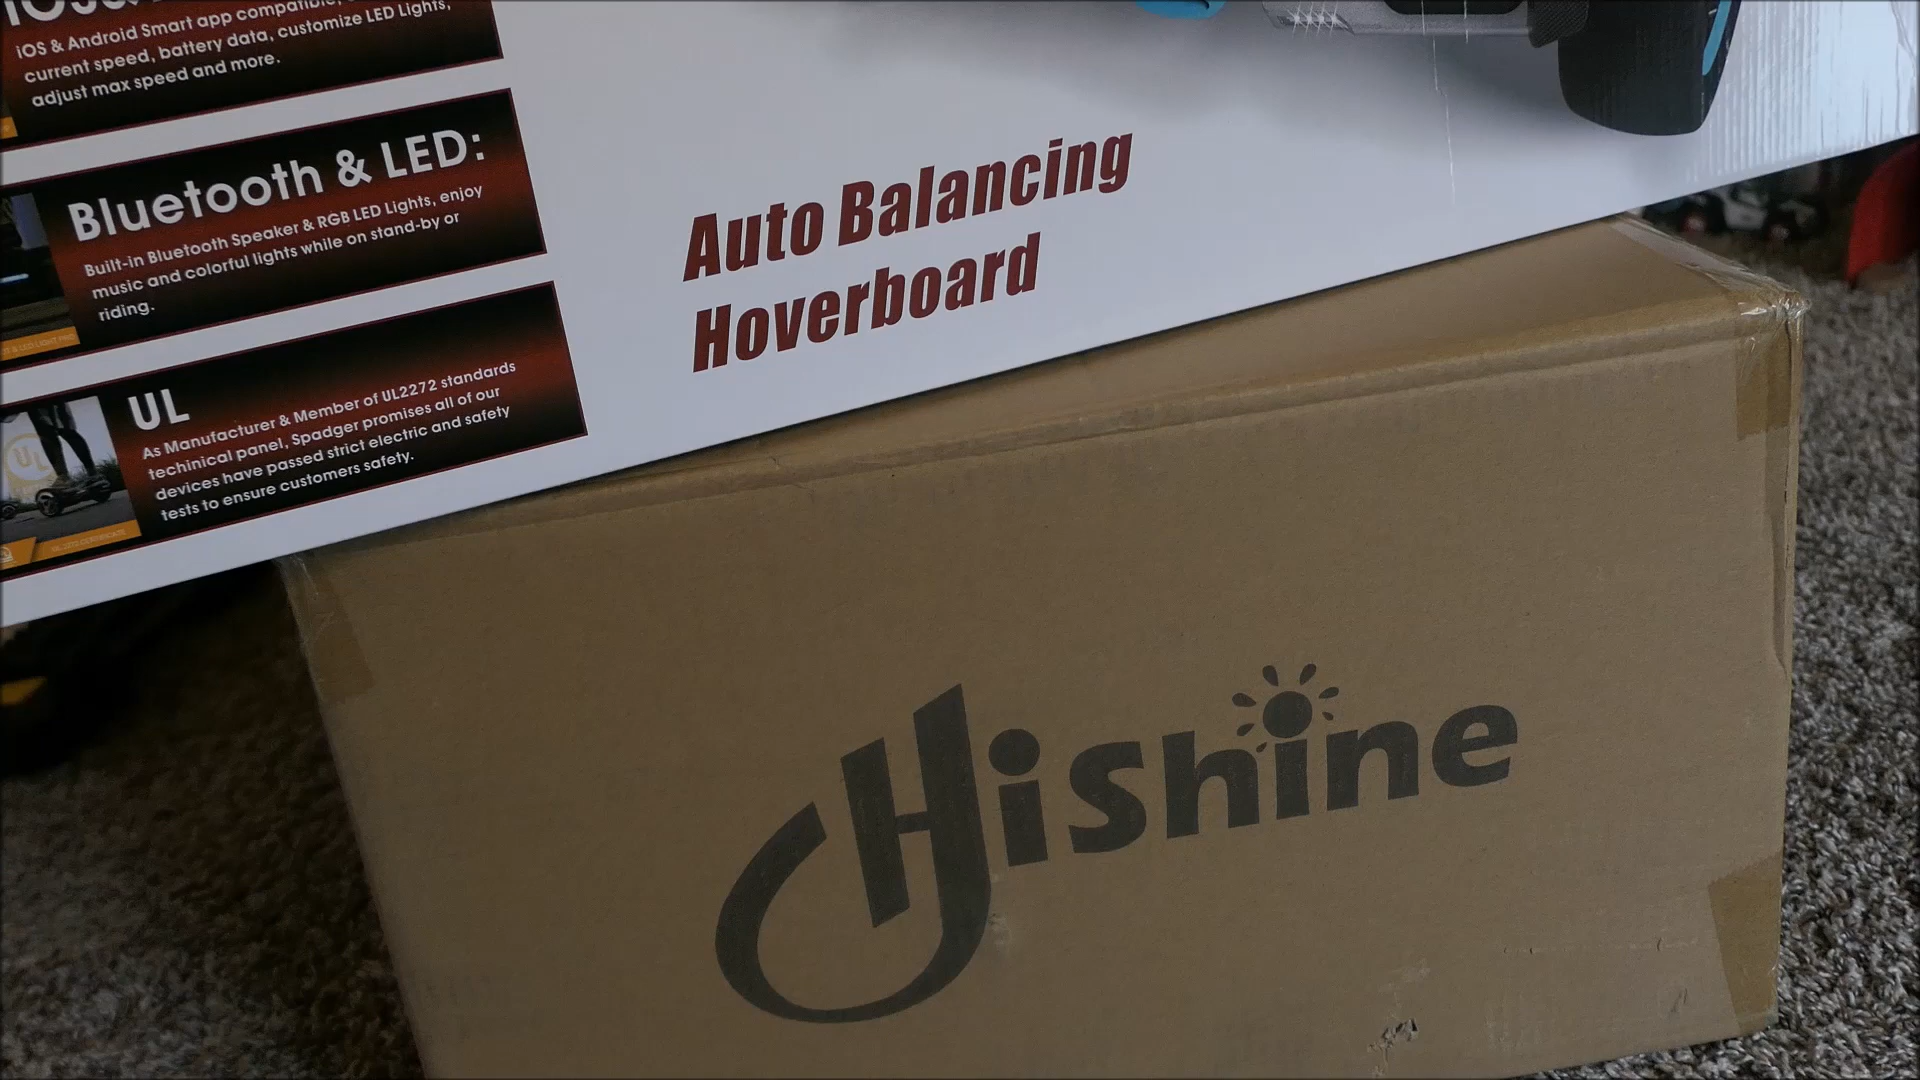 iOS & Android Smart app compatible,
current speed, battery data, customize LED Lights,
adjust max speed and more.
Bluetooth & LED:
Built-in Bluetooth Speaker & RGB LED Lights, enjoy
music and colorful lights while on stand-by or
riding.
UL
As Manufacturer & Member of UL2272 standards
techinical panel, Spadger promises all of our
devices have passed strict electric and safety
tests to ensure customers safety.
UL
Auto Balancing
Hoverboard
Hishine